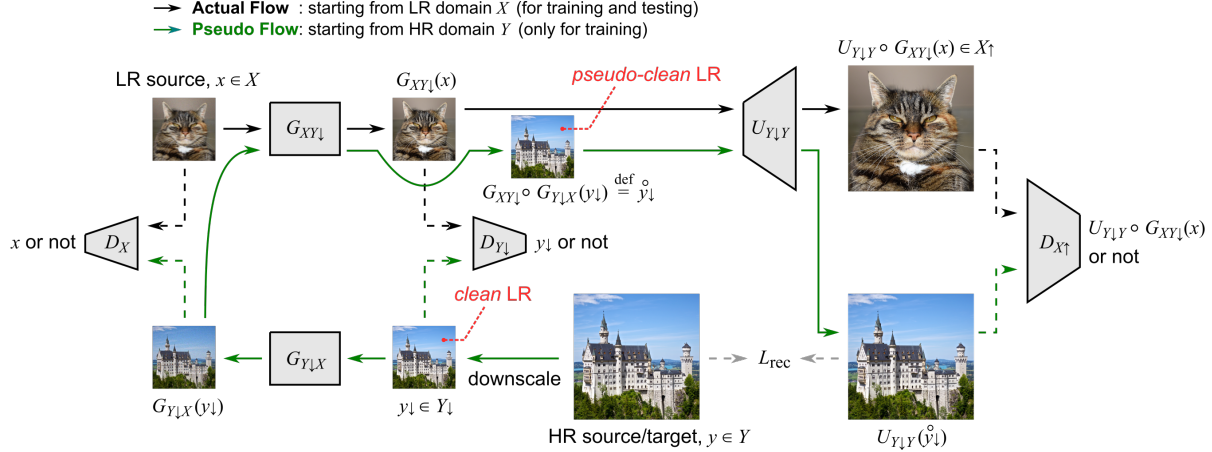 Actual Flow : starting from LR domain X (for training and testing)
Pseudo Flow: starting from HR domain Y (only for training)
LR source, x ∈ X
G_{XY↓}(x)
pseudo-clean LR
U_{Y↓Y} ∘ G_{XY↓}(x) ∈ X↑
G_{XY↓}
U_{Y↓Y}
G_{XY↓} ∘ G_{Y↓X}(y↓) def= ẙ↓
x or not
D_X
D_{Y↓}
y↓ or not
D_{X↑}
U_{Y↓Y} ∘ G_{XY↓}(x)
or not
clean LR
G_{Y↓X}
downscale
L_rec
G_{Y↓X}(y↓)
y↓ ∈ Y↓
HR source/target, y ∈ Y
U_{Y↓Y}(ẙ↓)